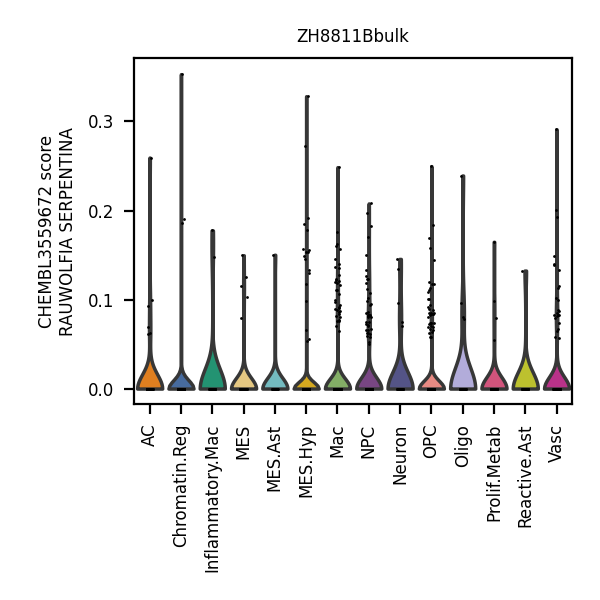 ZH8811Bbulk
CHEMBL3559672 score
RAUWOLFIA SERPENTINA
0.3
0.2
0.1
0.0
AC
Chromatin.Reg
Inflammatory.Mac
MES
MES.Ast
MES.Hyp
Mac
NPC
Neuron
OPC
Oligo
Prolif.Metab
Reactive.Ast
Vasc